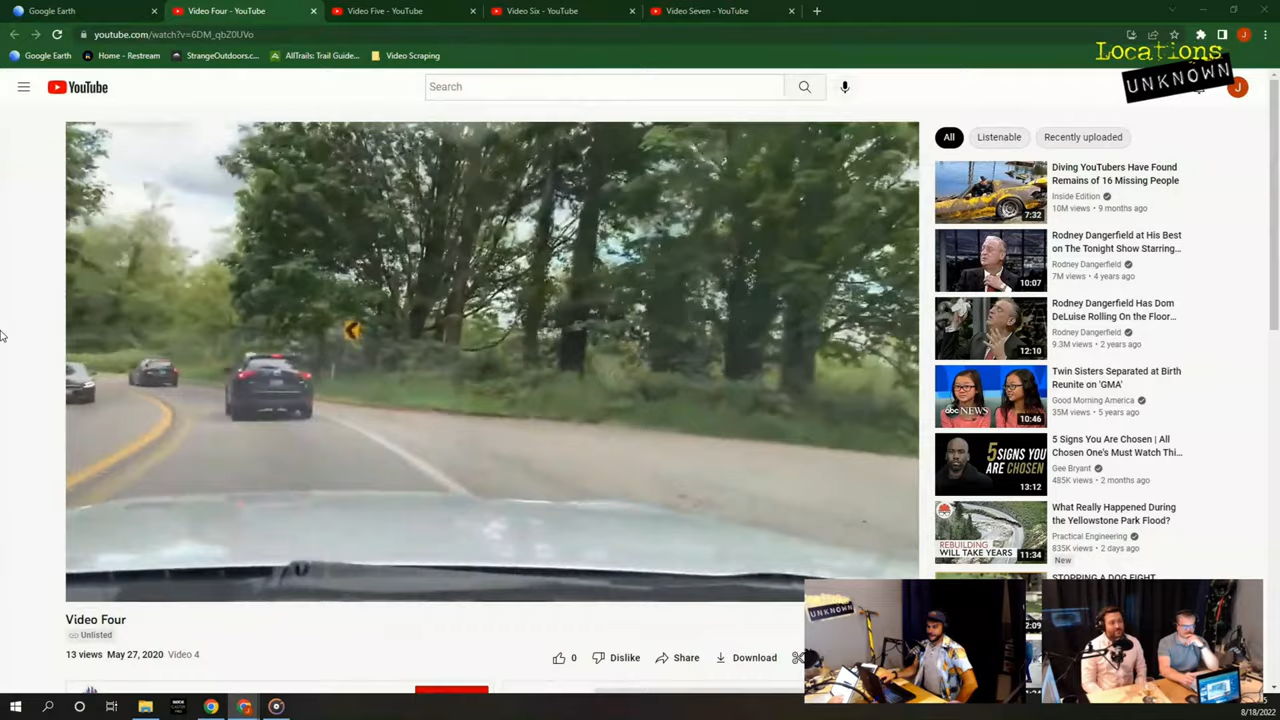 Google Earth
Video Four - YouTube
Video Five - YouTube
Video Six - YouTube
Video Seven - YouTube
youtube.com/watch?v=6DM_qbZ0UVo
J
Google Earth
Home - Restream
StrangeOutdoors.c...
AllTrails: Trail Guide...
Video Scraping
Locations
UNKNOWN
YouTube
Search
J
All
Listenable
Recently uploaded
Diving YouTubers Have Found
Remains of 16 Missing People
Inside Edition
10M views • 9 months ago
7:32
Rodney Dangerfield at His Best
on The Tonight Show Starring...
Rodney Dangerfield
7M views • 4 years ago
10:07
Rodney Dangerfield Has Dom
DeLuise Rolling On the Floor...
Rodney Dangerfield
9.3M views • 2 years ago
12:10
Twin Sisters Separated at Birth
Reunite on 'GMA'
Good Morning America
35M views • 5 years ago
abc NEWS
10:46
5 Signs You Are Chosen | All
Chosen One's Must Watch Thi...
Gee Bryant
485K views • 2 months ago
5 SIGNS YOU
ARE CHOSEN
13:12
What Really Happened During
the Yellowstone Park Flood?
Practical Engineering
835K views • 2 days ago
New
REBUILDING
WILL TAKE YEARS
11:34
STOPPING A DOG FIGHT
2:09
UNKNOWN
Video Four
Unlisted
13 views May 27, 2020 Video 4
0
Dislike
Share
Download
8/18/2022